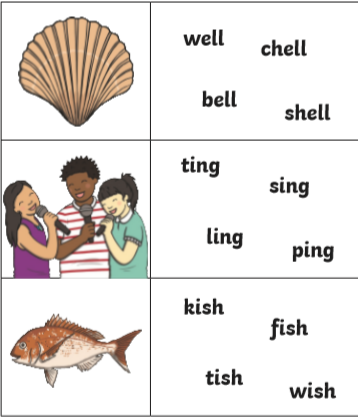 well
chell
bell
shell
ting
sing
ling
ping
kish
fish
tish
wish